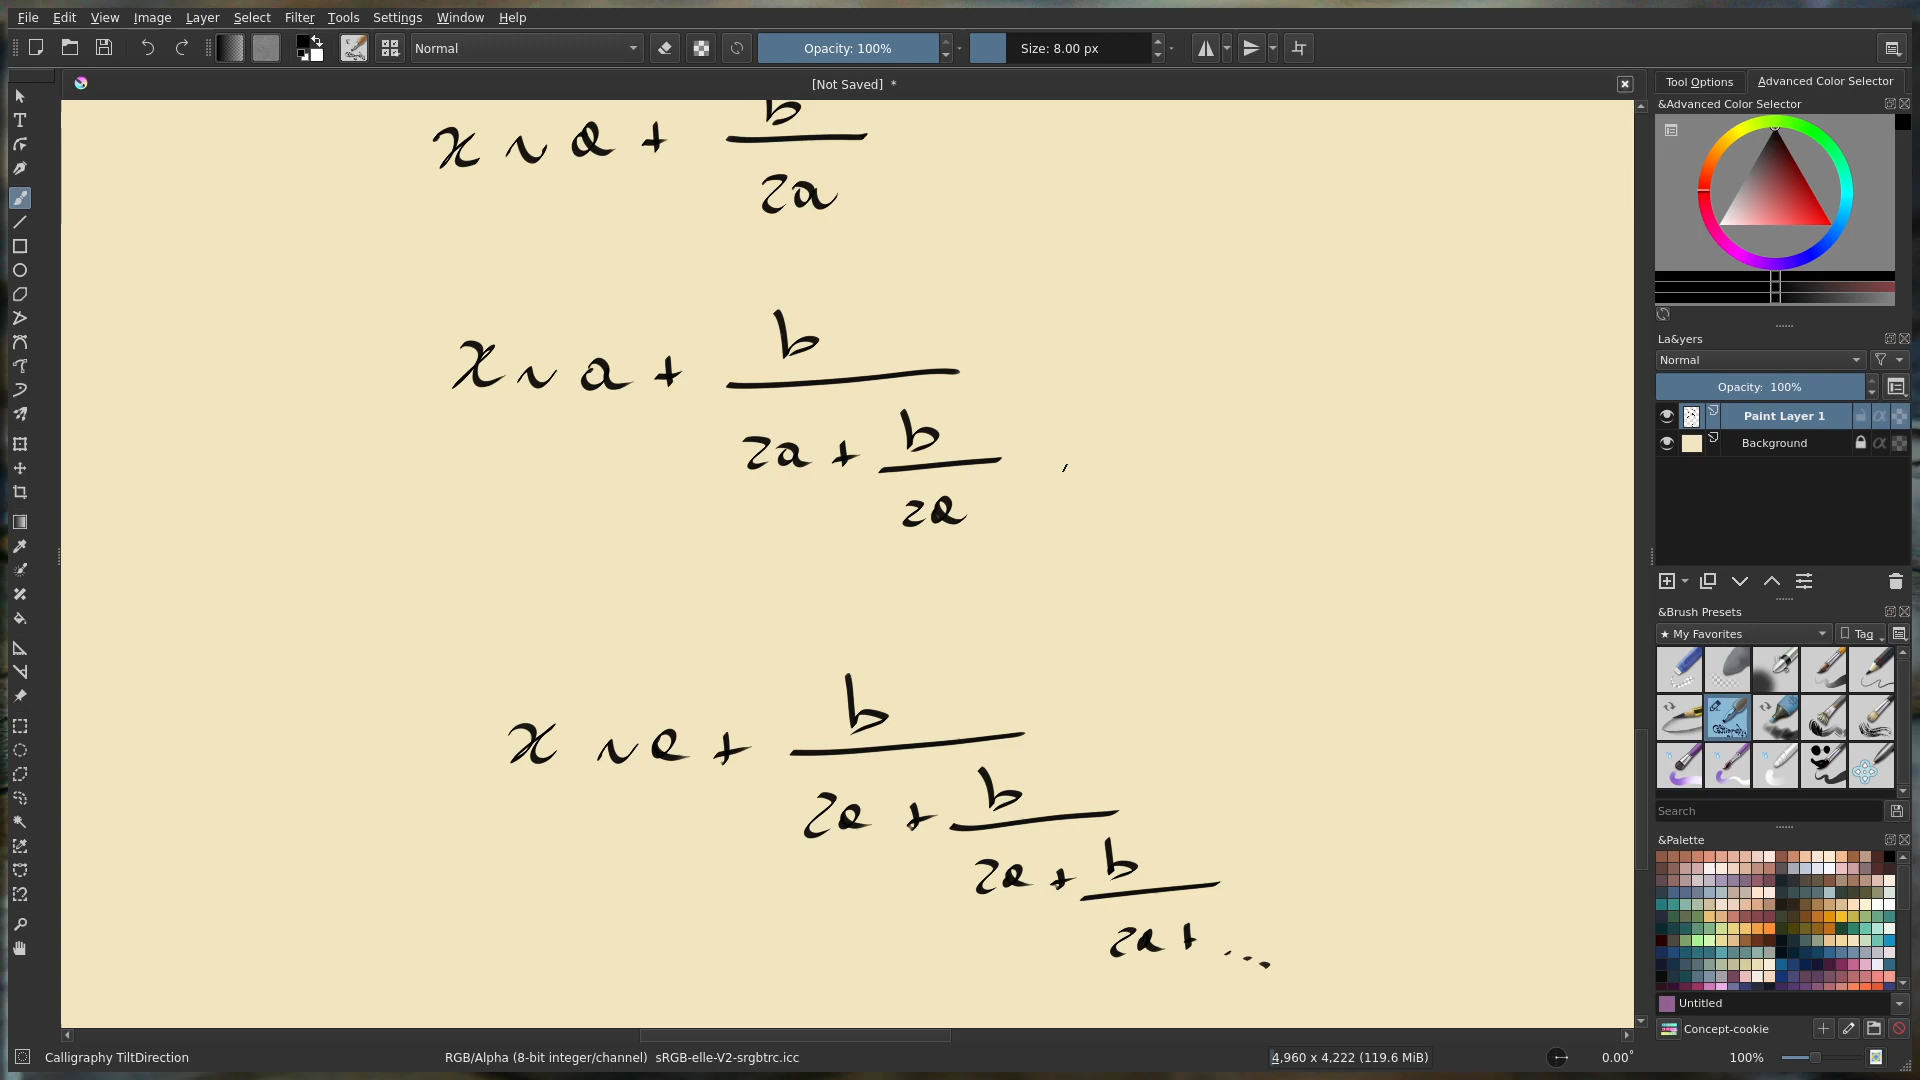 File Edit View Image Layer Select Filter Tools Settings Window Help
Normal Opacity: 100% Size: 8.00 px
[Not Saved] *
Tool Options Advanced Color Selector
&Advanced Color Selector
x ~ a + b
2a
x ~ a + b
2a + b
2a
x ~ a + b
2a + b
2a + b
2a + ...
La&yers
Normal
Opacity: 100%
Paint Layer 1
Background
&Brush Presets
★ My Favorites Tag
Search
&Palette
Untitled
Concept-cookie
Calligraphy TiltDirection RGB/Alpha (8-bit integer/channel) sRGB-elle-V2-srgbtrc.icc 4,960 x 4,222 (119.6 MiB) 0.00° 100%